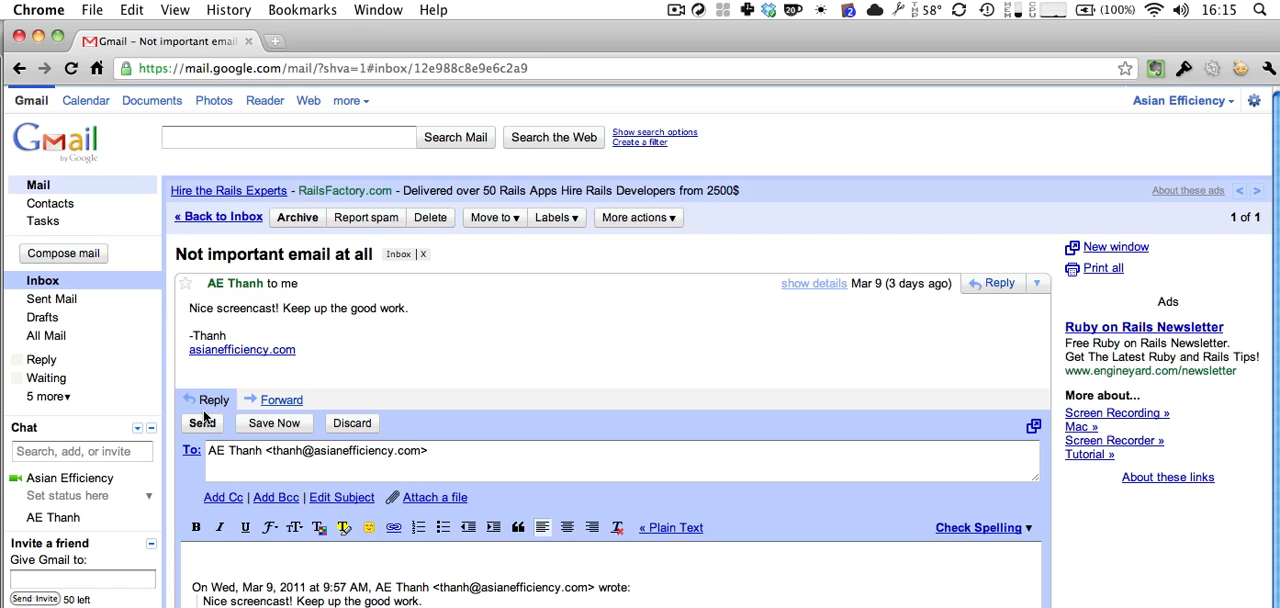 Chrome File Edit View History Bookmarks Window Help 20P 2 58° (100%) 16:15
Gmail - Not important email
https://mail.google.com/mail/?shva=1#inbox/12e988c8e9e6c2a9
Gmail Calendar Documents Photos Reader Web more Asian Efficiency
Gmail by Google
Search Mail Search the Web Show search options
Create a filter
Mail
Contacts
Tasks
Compose mail
Inbox
Sent Mail
Drafts
All Mail
Reply
Waiting
5 more▾
Chat
Search, add, or invite
Asian Efficiency
Set status here
AE Thanh
Invite a friend
Give Gmail to:
Send Invite 50 left
Hire the Rails Experts - RailsFactory.com - Delivered over 50 Rails Apps Hire Rails Developers from 2500$ About these ads < >
« Back to Inbox Archive Report spam Delete Move to ▾ Labels ▾ More actions ▾ 1 of 1
Not important email at all Inbox | X
AE Thanh to me show details Mar 9 (3 days ago) Reply
Nice screencast! Keep up the good work.
-Thanh
asianefficiency.com
Reply Forward
Send Save Now Discard
To: AE Thanh <thanh@asianefficiency.com>
Add Cc | Add Bcc | Edit Subject Attach a file
B I U « Plain Text Check Spelling ▾
On Wed, Mar 9, 2011 at 9:57 AM, AE Thanh <thanh@asianefficiency.com> wrote:
Nice screencast! Keep up the good work.
New window
Print all
Ads
Ruby on Rails Newsletter
Free Ruby on Rails Newsletter.
Get The Latest Ruby and Rails Tips!
www.engineyard.com/newsletter
More about...
Screen Recording »
Mac »
Screen Recorder »
Tutorial »
About these links